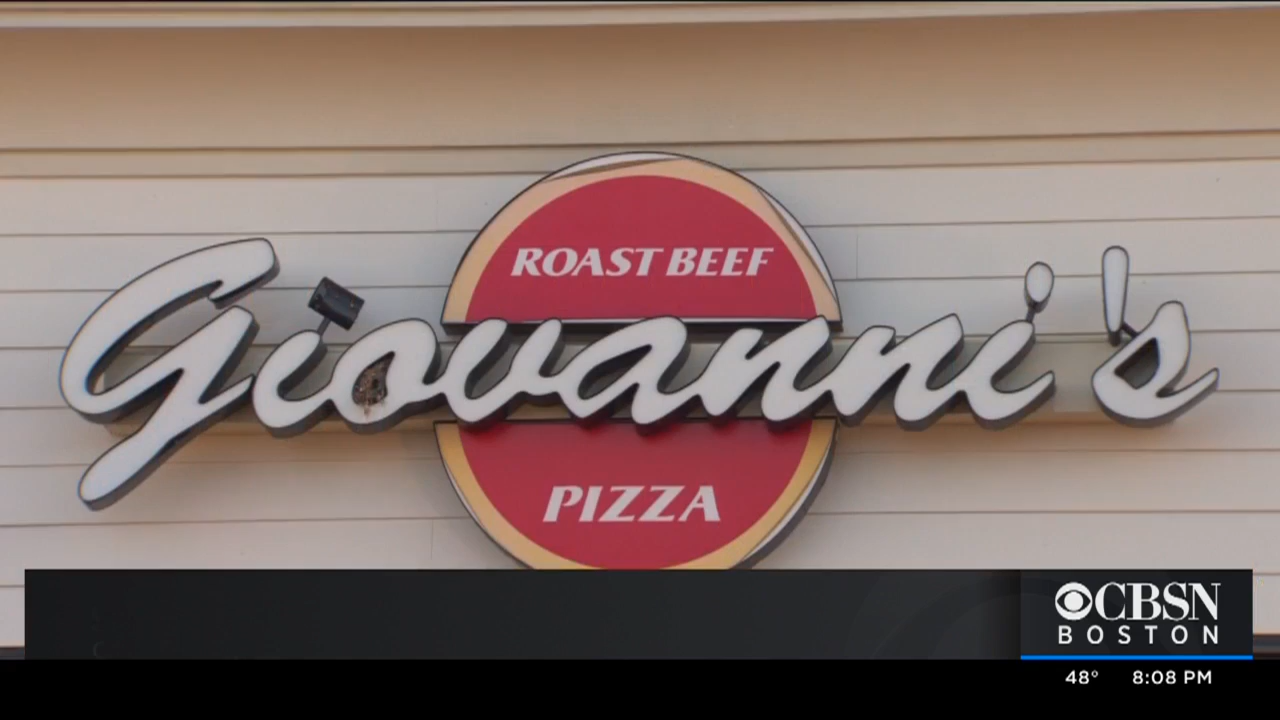 ROAST BEEF
Giovanni's
PIZZA
CBSN
BOSTON
48° 8:08 PM